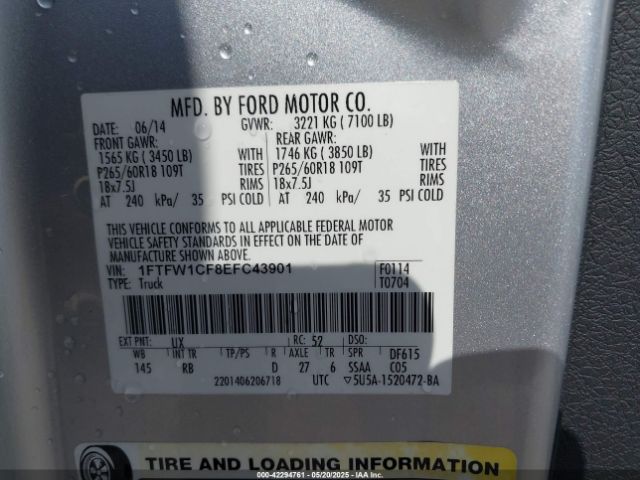 MFD. BY FORD MOTOR CO.
DATE: 06/14 GVWR: 3221 KG ( 7100 LB)
FRONT GAWR: REAR GAWR:
1565 KG ( 3450 LB) WITH 1746 KG ( 3850 LB) WITH
P265/60R18 109T TIRES P265/60R18 109T TIRES
18x7.5J RIMS 18x7.5J RIMS
AT 240 kPa/ 35 PSI COLD AT 240 kPa/ 35 PSI COLD
THIS VEHICLE CONFORMS TO ALL APPLICABLE FEDERAL MOTOR
VEHICLE SAFETY STANDARDS IN EFFECT ON THE DATE OF
MANUFACTURE SHOWN ABOVE.
VIN: 1FTFW1CF8EFC43901 F0114
TYPE: Truck T0704
EXT PNT: UX RC: 52 DSO:
WB INT TR TP/PS R AXLE TR SPR DF615
145 RB D 27 6 SSAA C05
2201406206718 UTC ▽5U5A-1520472-BA
TIRE AND LOADING INFORMATION
000-42294761 - 05/20/2025 - IAA Inc.